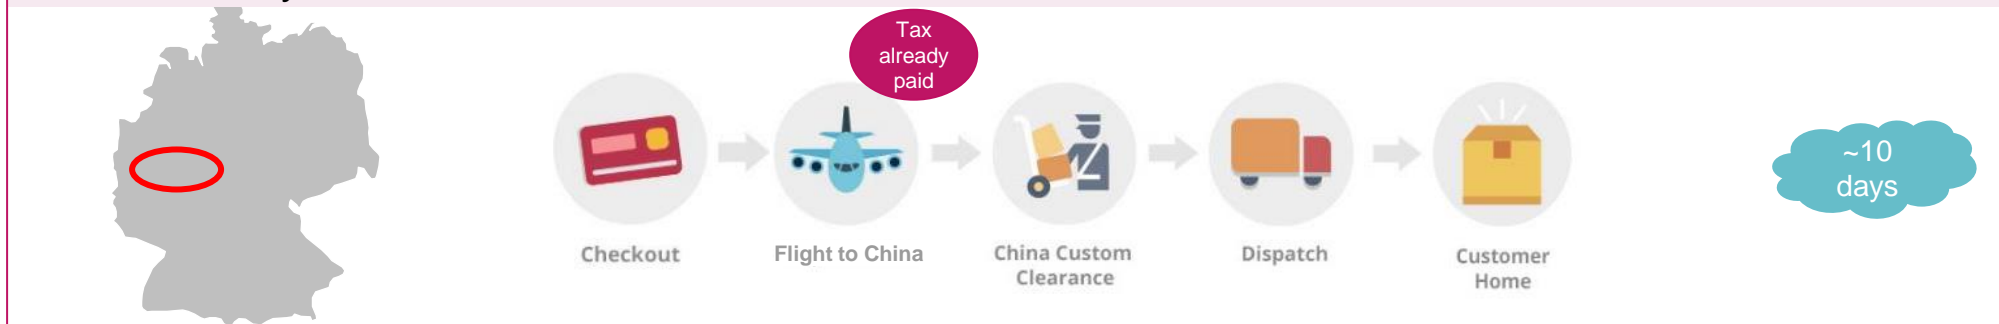 Tax
already
paid
~10
days
Checkout
Flight to China
China Custom
Clearance
Dispatch
Customer
Home